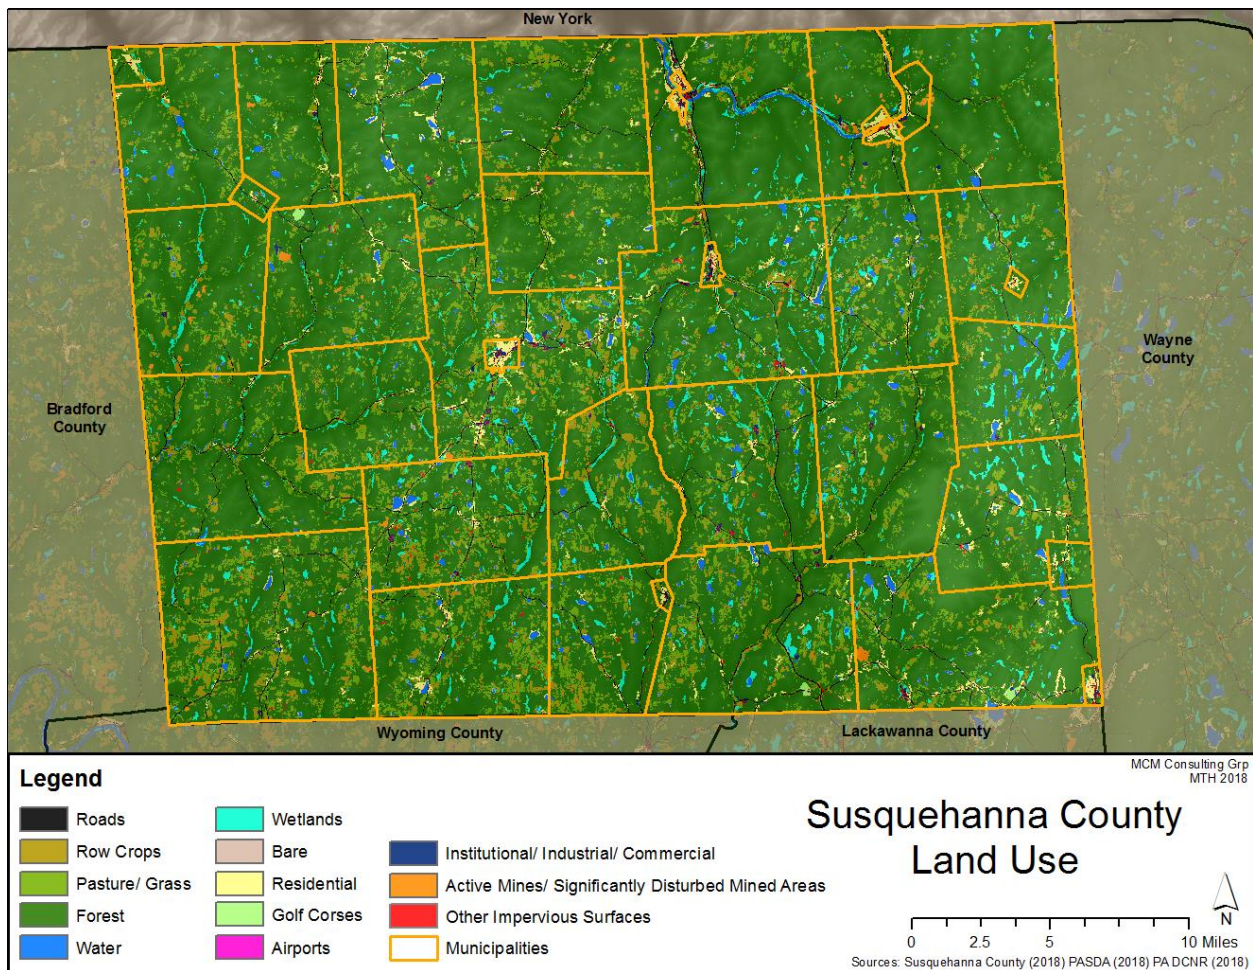 New York
Bradford
County
Wayne
County
Wyoming County
Lackawanna County
MCM Consulting Grp
MTH 2018
Legend
Roads
Row Crops
Pasture/ Grass
Forest
Water
Wetlands
Bare
Residential
Golf Corses
Airports
Institutional/ Industrial/ Commercial
Active Mines/ Significantly Disturbed Mined Areas
Other Impervious Surfaces
Municipalities
Susquehanna County
Land Use
N
0 2.5 5 10 Miles
Sources: Susquehanna County (2018) PASDA (2018) PA DCNR (2018)